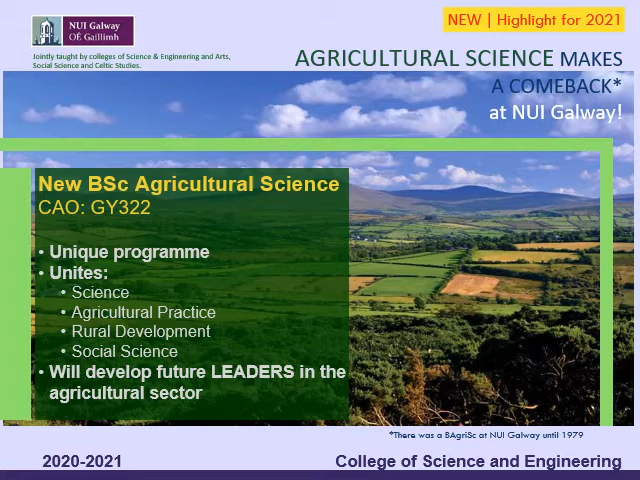 NUI Galway
OÉ Gaillimh
NEW | Highlight for 2021
Jointly taught by colleges of Science & Engineering and Arts,
Social Science and Celtic Studies.
AGRICULTURAL SCIENCE MAKES
A COMEBACK*
at NUI Galway!
New BSc Agricultural Science
CAO: GY322
• Unique programme
• Unites:
• Science
• Agricultural Practice
• Rural Development
• Social Science
• Will develop future LEADERS in the
agricultural sector
*There was a BAgriSc at NUI Galway until 1979
2020-2021
College of Science and Engineering